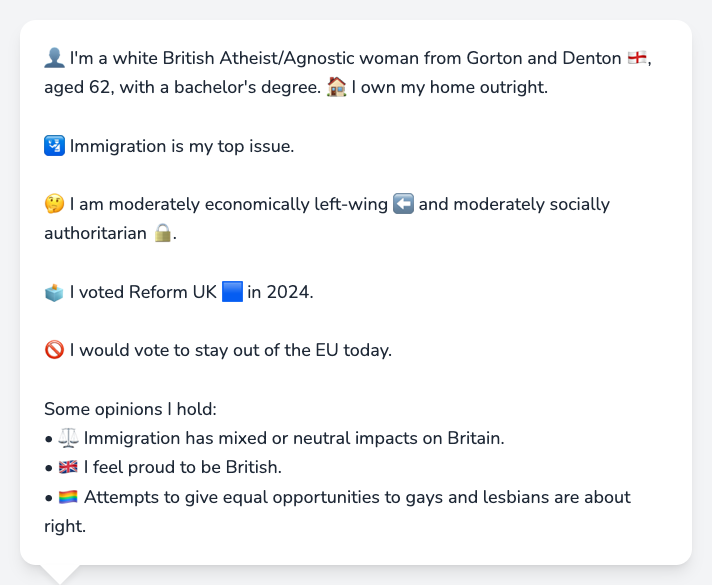 👤 I'm a white British Atheist/Agnostic woman from Gorton and Denton 🏴󠁧󠁢󠁥󠁮󠁧󠁿,
aged 62, with a bachelor's degree. 🏠 I own my home outright.
🛂 Immigration is my top issue.
🤔 I am moderately economically left-wing ⬅️ and moderately socially
authoritarian 🔒.
🗳️ I voted Reform UK 🟦 in 2024.
🚫 I would vote to stay out of the EU today.
Some opinions I hold:
• ⚖️ Immigration has mixed or neutral impacts on Britain.
• 🇬🇧 I feel proud to be British.
• 🏳️‍🌈 Attempts to give equal opportunities to gays and lesbians are about
right.